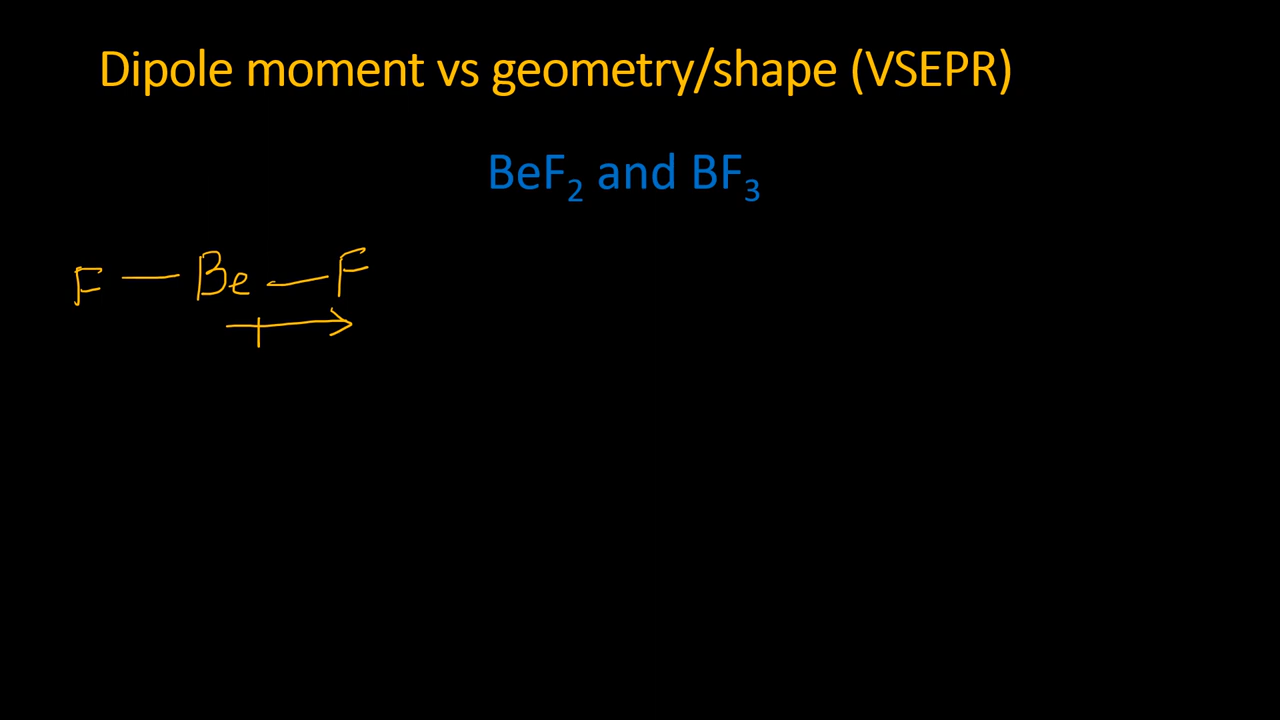 Dipole moment vs geometry/shape (VSEPR)
BeF₂ and BF₃
F — Be — F